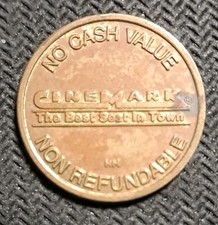 NO CASH VALUE
CINEMARK
The Best Seat In Town
NON REFUNDABLE